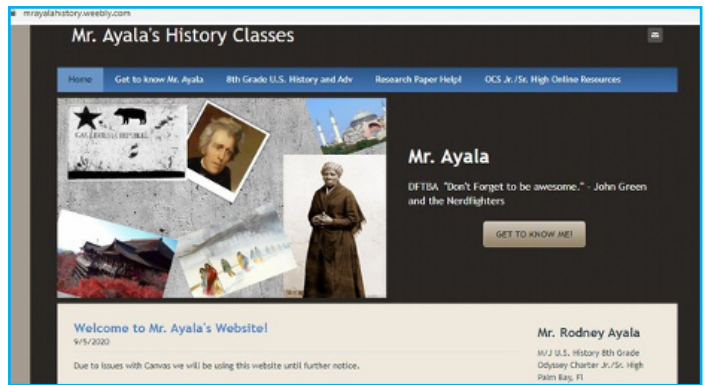 mrayalahistory.weebly.com
Mr. Ayala's History Classes
Home Get to know Mr. Ayala 8th Grade U.S. History and Adv Research Paper Help! OCS Jr./Sr. High Online Resources
CALIFORNIA REPUBLIC
Mr. Ayala
DFTBA "Don't Forget to be awesome." - John Green
and the Nerdfighters
GET TO KNOW ME!
Welcome to Mr. Ayala's Website!
9/5/2020
Due to issues with Canvas we will be using this website until further notice.
Mr. Rodney Ayala
M/J U.S. History 8th Grade
Odyssey Charter Jr./Sr. High
Palm Bay, Fl